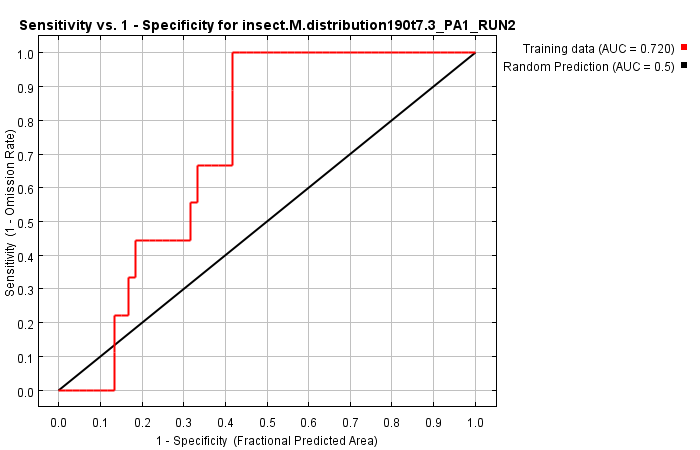 Sensitivity vs. 1 - Specificity for insect.M.distribution190t7.3_PA1_RUN2
Training data (AUC = 0.720)
Random Prediction (AUC = 0.5)
Sensitivity (1 - Omission Rate)
1.0
0.9
0.8
0.7
0.6
0.5
0.4
0.3
0.2
0.1
0.0
0.0 0.1 0.2 0.3 0.4 0.5 0.6 0.7 0.8 0.9 1.0
1 - Specificity (Fractional Predicted Area)